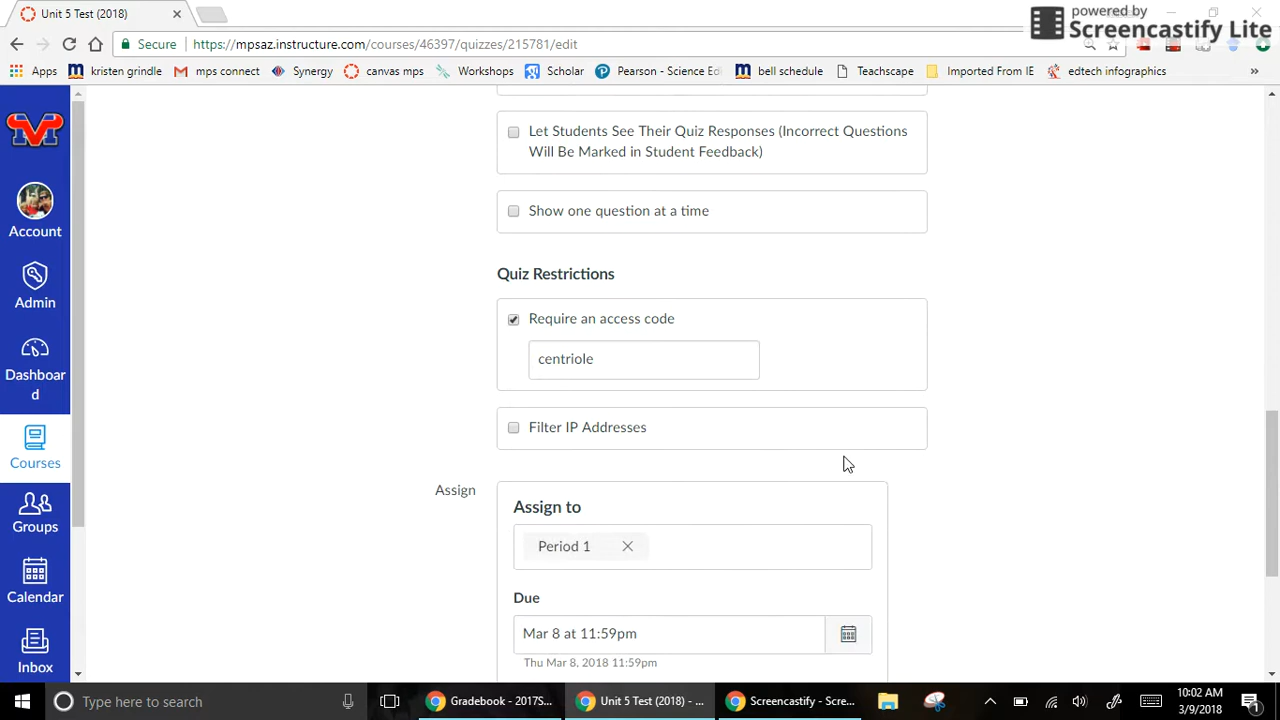 Unit 5 Test (2018)
powered by
Screencastify Lite
Secure
https://mpsaz.instructure.com/courses/46397/quizzes/215731/edit
Apps
kristen grindle
mps connect
Synergy
canvas mps
Workshops
Scholar
Pearson - Science Ed
bell schedule
Teachscape
Imported From IE
edtech infographics
»
Account
Admin
Dashboar
d
Courses
Groups
Calendar
Inbox
Let Students See Their Quiz Responses (Incorrect Questions
Will Be Marked in Student Feedback)
Show one question at a time
Quiz Restrictions
Require an access code
centriole
Filter IP Addresses
Assign
Assign to
Period 1
Due
Mar 8 at 11:59pm
Thu Mar 8, 2018 11:59pm
Type here to search
Gradebook - 2017S...
Unit 5 Test (2018) - ...
Screencastify - Scre...
10:02 AM
3/9/2018